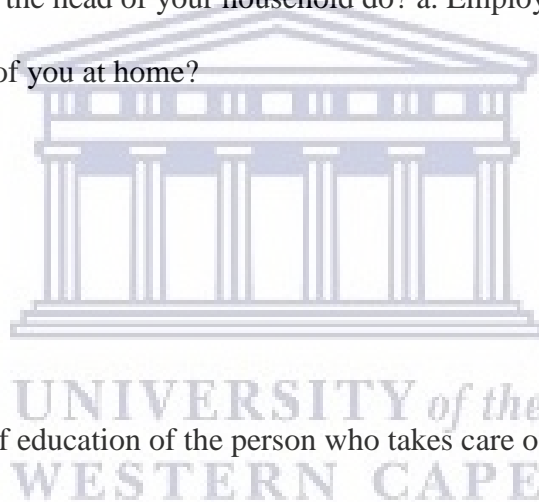 the head of your household do? a. Employ
of you at home?
UNIVERSITY of the
f education of the person who takes care o
WESTERN CAPE